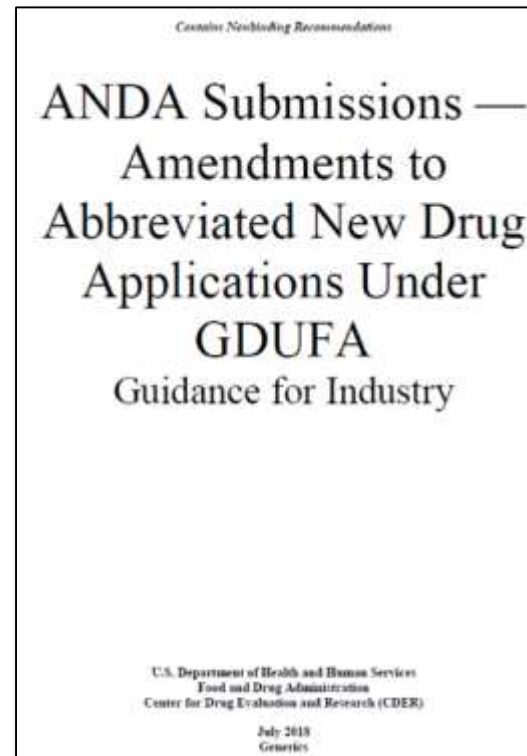 Contains Nonbinding Recommendations
ANDA Submissions —
Amendments to
Abbreviated New Drug
Applications Under
GDUFA
Guidance for Industry
U.S. Department of Health and Human Services
Food and Drug Administration
Center for Drug Evaluation and Research (CDER)
July 2018
Generics